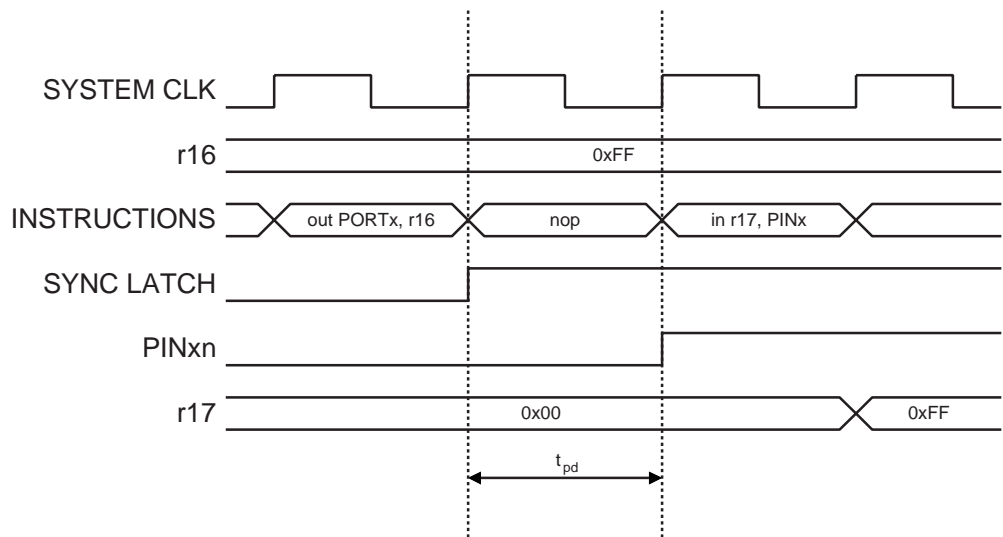 SYSTEM CLK
r16
0xFF
INSTRUCTIONS
out PORTx, r16
nop
in r17, PINx
SYNC LATCH
PINxn
r17
0x00
0xFF
tpd